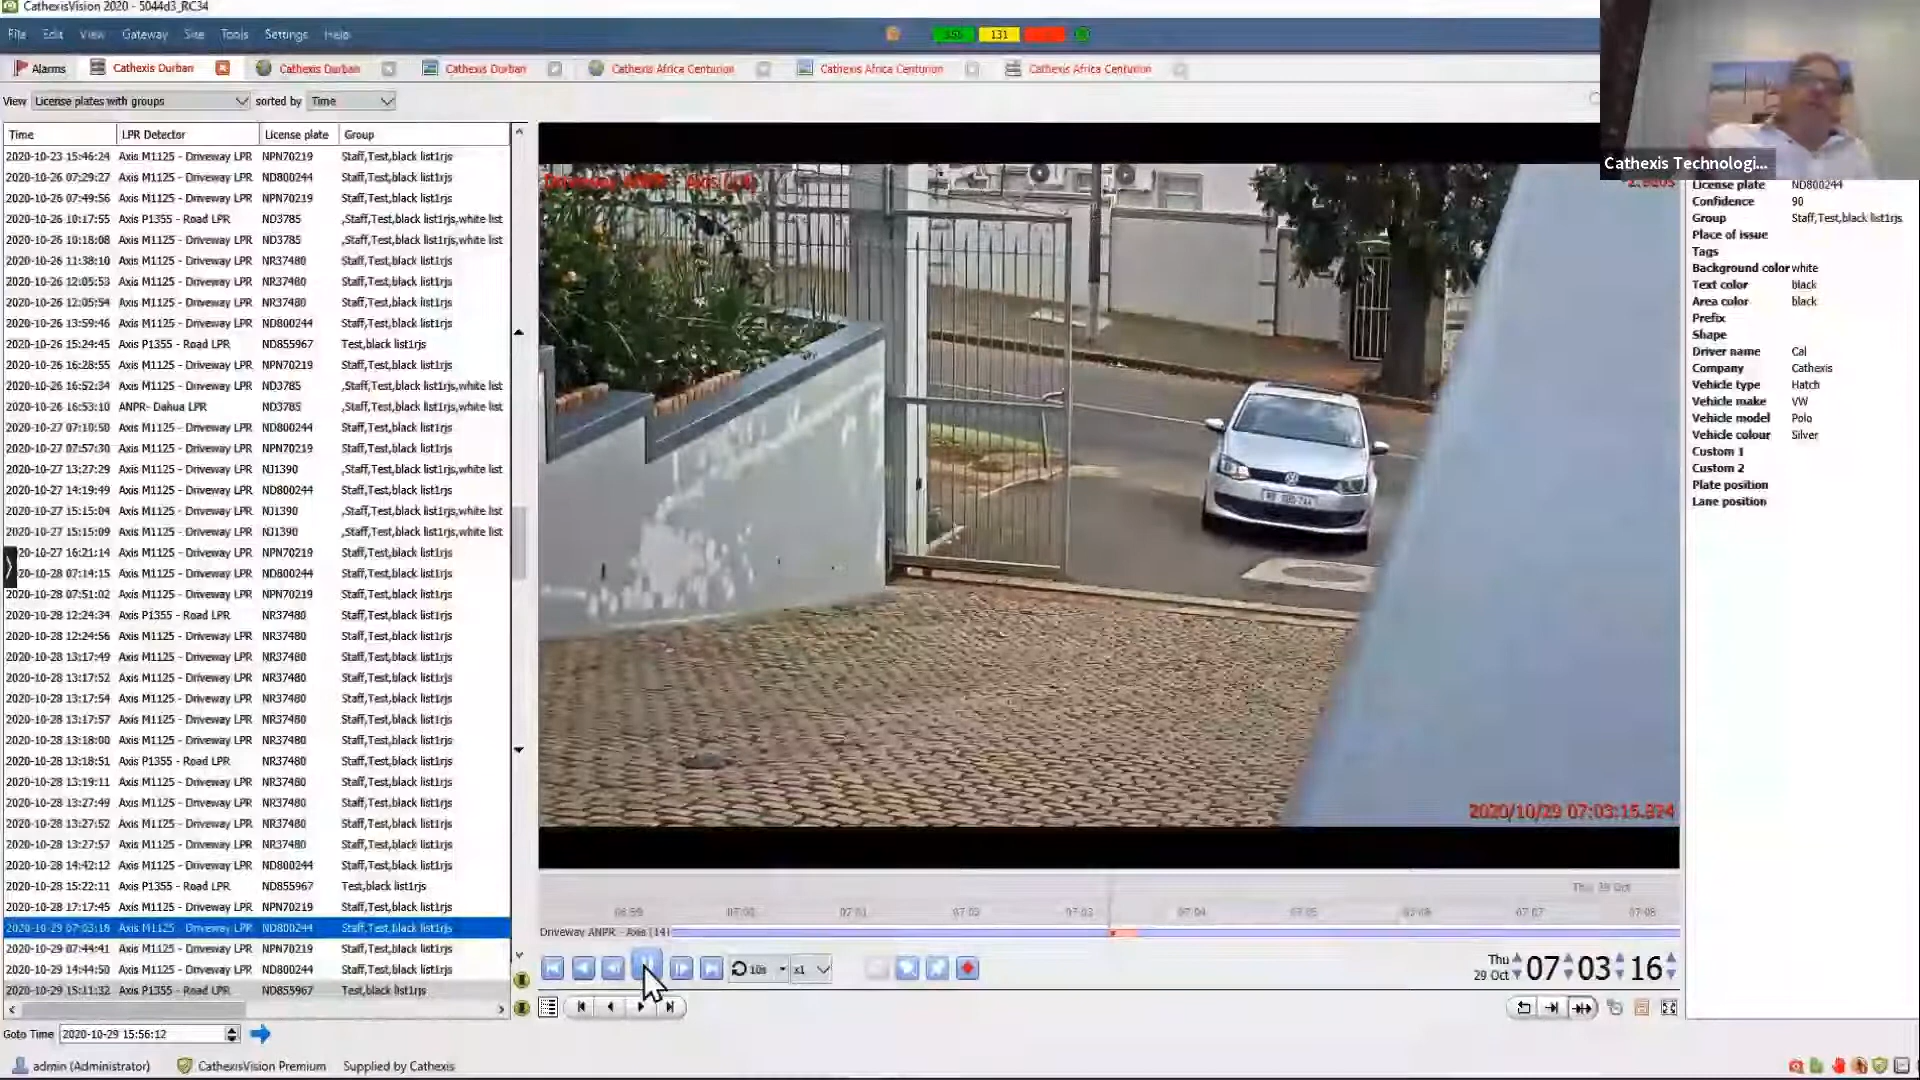 CathexisVision 2020 - 5044d3_RC34
File Edit View Gateway Site Tools Settings Help
131
Alarms Cathexis Durban Cathexis Durban Cathexis Durban Cathexis Africa Centurion Cathexis Africa Centurion Cathexis Africa Centurion
View License plates with groups sorted by Time
Cathexis Technologi...
Time LPR Detector License plate Group
2020-10-23 15:46:24 Axis M1125 - Driveway LPR NPN70219 Staff,Test,black list1rjs
2020-10-26 07:29:27 Axis M1125 - Driveway LPR ND800244 Staff,Test,black list1rjs
2020-10-26 07:49:56 Axis M1125 - Driveway LPR NPN70219 Staff,Test,black list1rjs
2020-10-26 10:17:55 Axis P1355 - Road LPR ND3785 ,Staff,Test,black list1rjs,white list
2020-10-26 10:18:08 Axis M1125 - Driveway LPR ND3785 ,Staff,Test,black list1rjs,white list
2020-10-26 11:38:10 Axis M1125 - Driveway LPR NR37480 Staff,Test,black list1rjs
2020-10-26 12:05:53 Axis M1125 - Driveway LPR NR37480 Staff,Test,black list1rjs
2020-10-26 12:05:54 Axis M1125 - Driveway LPR NR37480 Staff,Test,black list1rjs
2020-10-26 13:59:46 Axis M1125 - Driveway LPR ND800244 Staff,Test,black list1rjs
2020-10-26 15:24:45 Axis P1355 - Road LPR ND855967 Test,black list1rjs
2020-10-26 16:28:55 Axis M1125 - Driveway LPR NPN70219 Staff,Test,black list1rjs
2020-10-26 16:52:34 Axis M1125 - Driveway LPR ND3785 ,Staff,Test,black list1rjs,white list
2020-10-26 16:53:10 ANPR- Dahua LPR ND3785 ,Staff,Test,black list1rjs,white list
2020-10-27 07:10:50 Axis M1125 - Driveway LPR ND800244 Staff,Test,black list1rjs
2020-10-27 07:57:30 Axis M1125 - Driveway LPR NPN70219 Staff,Test,black list1rjs
2020-10-27 13:27:29 Axis M1125 - Driveway LPR NJ1390 ,Staff,Test,black list1rjs,white list
2020-10-27 14:19:49 Axis M1125 - Driveway LPR ND800244 Staff,Test,black list1rjs
2020-10-27 15:15:04 Axis M1125 - Driveway LPR NJ1390 ,Staff,Test,black list1rjs,white list
2020-10-27 15:15:09 Axis M1125 - Driveway LPR NJ1390 ,Staff,Test,black list1rjs,white list
20-10-27 16:21:14 Axis M1125 - Driveway LPR NPN70219 Staff,Test,black list1rjs
20-10-28 07:14:15 Axis M1125 - Driveway LPR ND800244 Staff,Test,black list1rjs
2020-10-28 07:51:02 Axis M1125 - Driveway LPR NPN70219 Staff,Test,black list1rjs
2020-10-28 12:24:34 Axis P1355 - Road LPR NR37480 Staff,Test,black list1rjs
2020-10-28 12:24:56 Axis M1125 - Driveway LPR NR37480 Staff,Test,black list1rjs
2020-10-28 13:17:49 Axis M1125 - Driveway LPR NR37480 Staff,Test,black list1rjs
2020-10-28 13:17:52 Axis M1125 - Driveway LPR NR37480 Staff,Test,black list1rjs
2020-10-28 13:17:54 Axis M1125 - Driveway LPR NR37480 Staff,Test,black list1rjs
2020-10-28 13:17:57 Axis M1125 - Driveway LPR NR37480 Staff,Test,black list1rjs
2020-10-28 13:18:00 Axis M1125 - Driveway LPR NR37480 Staff,Test,black list1rjs
2020-10-28 13:18:51 Axis P1355 - Road LPR NR37480 Staff,Test,black list1rjs
2020-10-28 13:19:11 Axis M1125 - Driveway LPR NR37480 Staff,Test,black list1rjs
2020-10-28 13:27:49 Axis M1125 - Driveway LPR NR37480 Staff,Test,black list1rjs
2020-10-28 13:27:52 Axis M1125 - Driveway LPR NR37480 Staff,Test,black list1rjs
2020-10-28 13:27:57 Axis M1125 - Driveway LPR NR37480 Staff,Test,black list1rjs
2020-10-28 14:42:12 Axis M1125 - Driveway LPR ND800244 Staff,Test,black list1rjs
2020-10-28 15:22:11 Axis P1355 - Road LPR ND855967 Test,black list1rjs
2020-10-28 17:17:45 Axis M1125 - Driveway LPR NPN70219 Staff,Test,black list1rjs
2020-10-29 07:03:16 Axis M1125 - Driveway LPR ND800244 Staff,Test,black list1rjs
2020-10-29 07:44:41 Axis M1125 - Driveway LPR NPN70219 Staff,Test,black list1rjs
2020-10-29 14:44:50 Axis M1125 - Driveway LPR ND800244 Staff,Test,black list1rjs
2020-10-29 15:11:32 Axis P1355 - Road LPR ND855967 Test,black list1rjs
Goto Time 2020-10-29 15:56:12
admin (Administrator) CathexisVision Premium Supplied by Cathexis
Driveway ANPR - Axis (14)
2020/10/29 07:03:15.374
Thu 29 Oct
06:59 07:00 07:01 07:02 07:03 07:04 07:05 07:06 07:07 07:08
Driveway ANPR - Axis (14)
10s x1
Thu 29 Oct 07 03 16
License plate ND800244
Confidence 90
Group Staff,Test,black list1rjs
Place of issue
Tags
Background color white
Text color black
Area color black
Prefix
Shape
Driver name Cal
Company Cathexis
Vehicle type Hatch
Vehicle make VW
Vehicle model Polo
Vehicle colour Silver
Custom 1
Custom 2
Plate position
Lane position